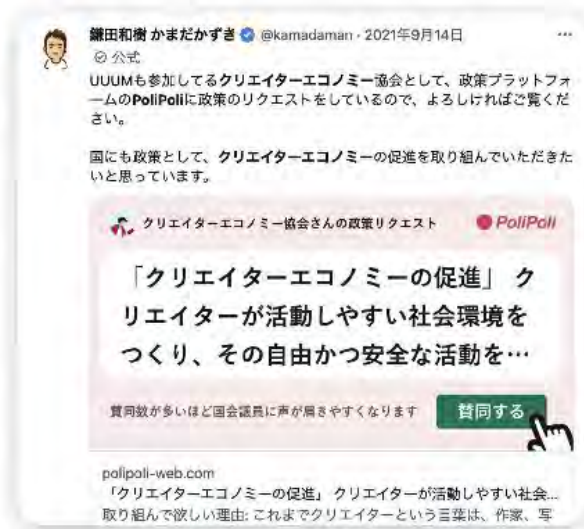 鎌田和樹 かまだかずき @kamadaman · 2021年9月14日 …
公式
UUUMも参加してるクリエイターエコノミー協会として、政策プラットフォ
ームのPoliPoliに政策のリクエストをしているので、よろしければご覧くだ
さい。
国にも政策として、クリエイターエコノミーの促進を取り組んでいただきた
いと思っています。
クリエイターエコノミー協会さんの政策リクエスト
PoliPoli
「クリエイターエコノミーの促進」 ク
リエイターが活動しやすい社会環境を
つくり、その自由かつ安全な活動を…
賛同数が多いほど国会議員に声が届きやすくなります
賛同する
polipoli-web.com
「クリエイターエコノミーの促進」 クリエイターが活動しやすい社会...
取り組んで欲しい理由: これまでクリエイターという言葉は、作家、写